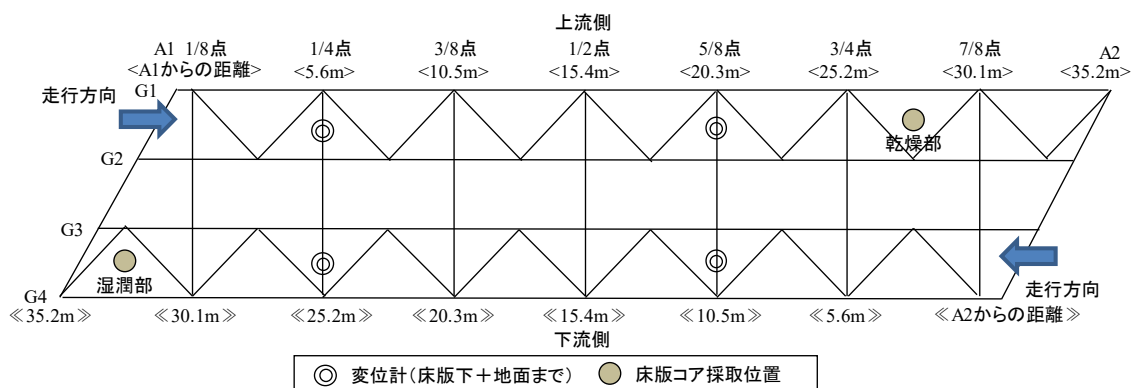 上流側
A1 1/8点 1/4点 3/8点 1/2点 5/8点 3/4点 7/8点 A2
<A1からの距離> <5.6m> <10.5m> <15.4m> <20.3m> <25.2m> <30.1m> <35.2m>
G1
走行方向
乾燥部
G2
G3
湿潤部
走行方向
G4
≪35.2m≫ ≪30.1m≫ ≪25.2m≫ ≪20.3m≫ ≪15.4m≫ ≪10.5m≫ ≪5.6m≫ ≪A2からの距離≫
下流側
変位計(床版下+地面まで) 床版コア採取位置